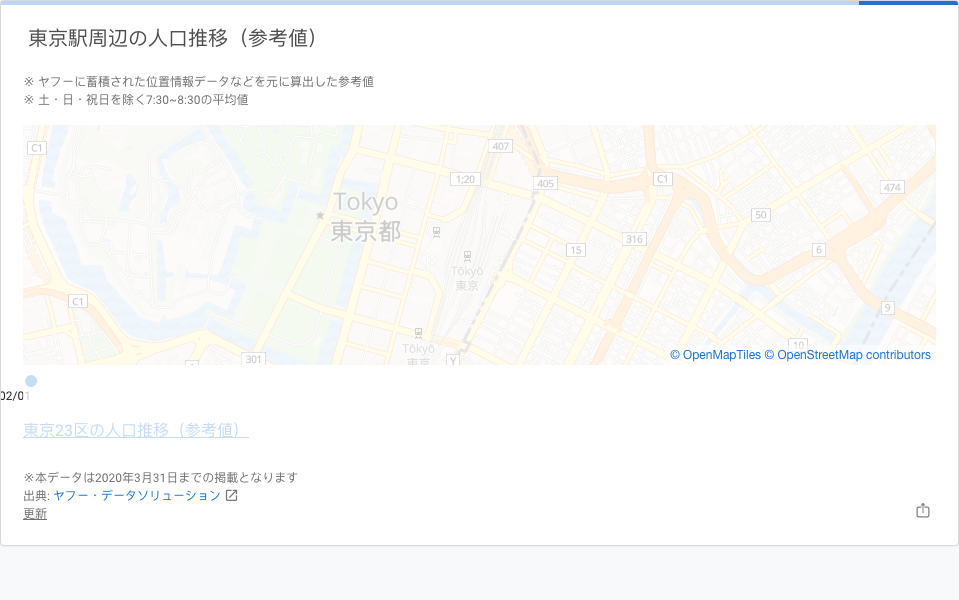 東京駅周辺の人口推移（参考値）
※ ヤフーに蓄積された位置情報データなどを元に算出した参考値
※ 土・日・祝日を除く7:30~8:30の平均値
C1
407
1;20
405
C1
474
Tokyo
東京都
50
316
15
6
Tōkyō
東京
C1
9
10
301
1
Tōkyō
東京
Y
© OpenMapTiles © OpenStreetMap contributors
02/01
東京23区の人口推移（参考値）
※本データは2020年3月31日までの掲載となります
出典: ヤフー・データソリューション
更新